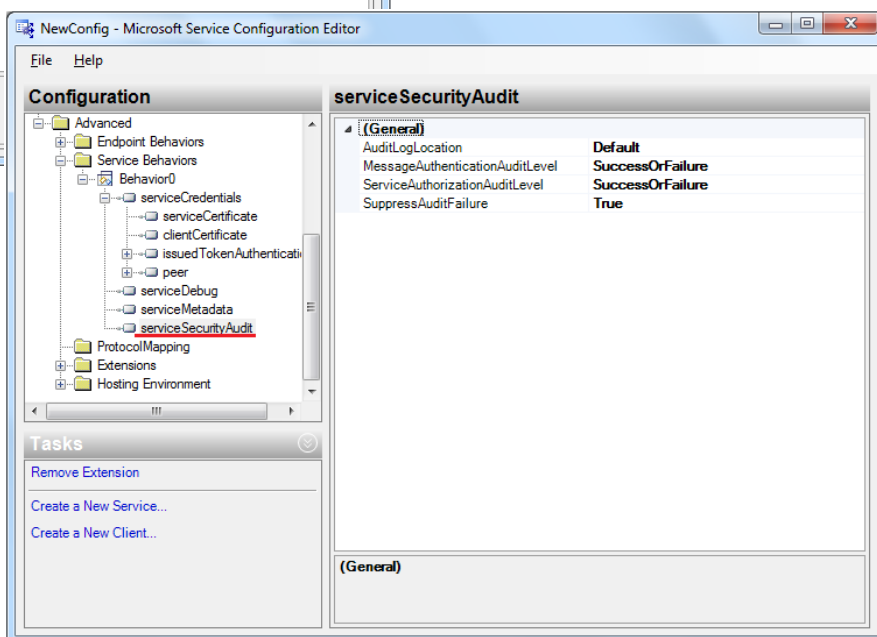 NewConfig - Microsoft Service Configuration Editor
File Help
Configuration
Advanced
Endpoint Behaviors
Service Behaviors
Behavior0
serviceCredentials
serviceCertificate
clientCertificate
issuedTokenAuthenticati
peer
serviceDebug
serviceMetadata
serviceSecurityAudit
ProtocolMapping
Extensions
Hosting Environment
Tasks
Remove Extension
Create a New Service...
Create a New Client...
serviceSecurityAudit
(General)
AuditLogLocation Default
MessageAuthenticationAuditLevel SuccessOrFailure
ServiceAuthorizationAuditLevel SuccessOrFailure
SuppressAuditFailure True
(General)